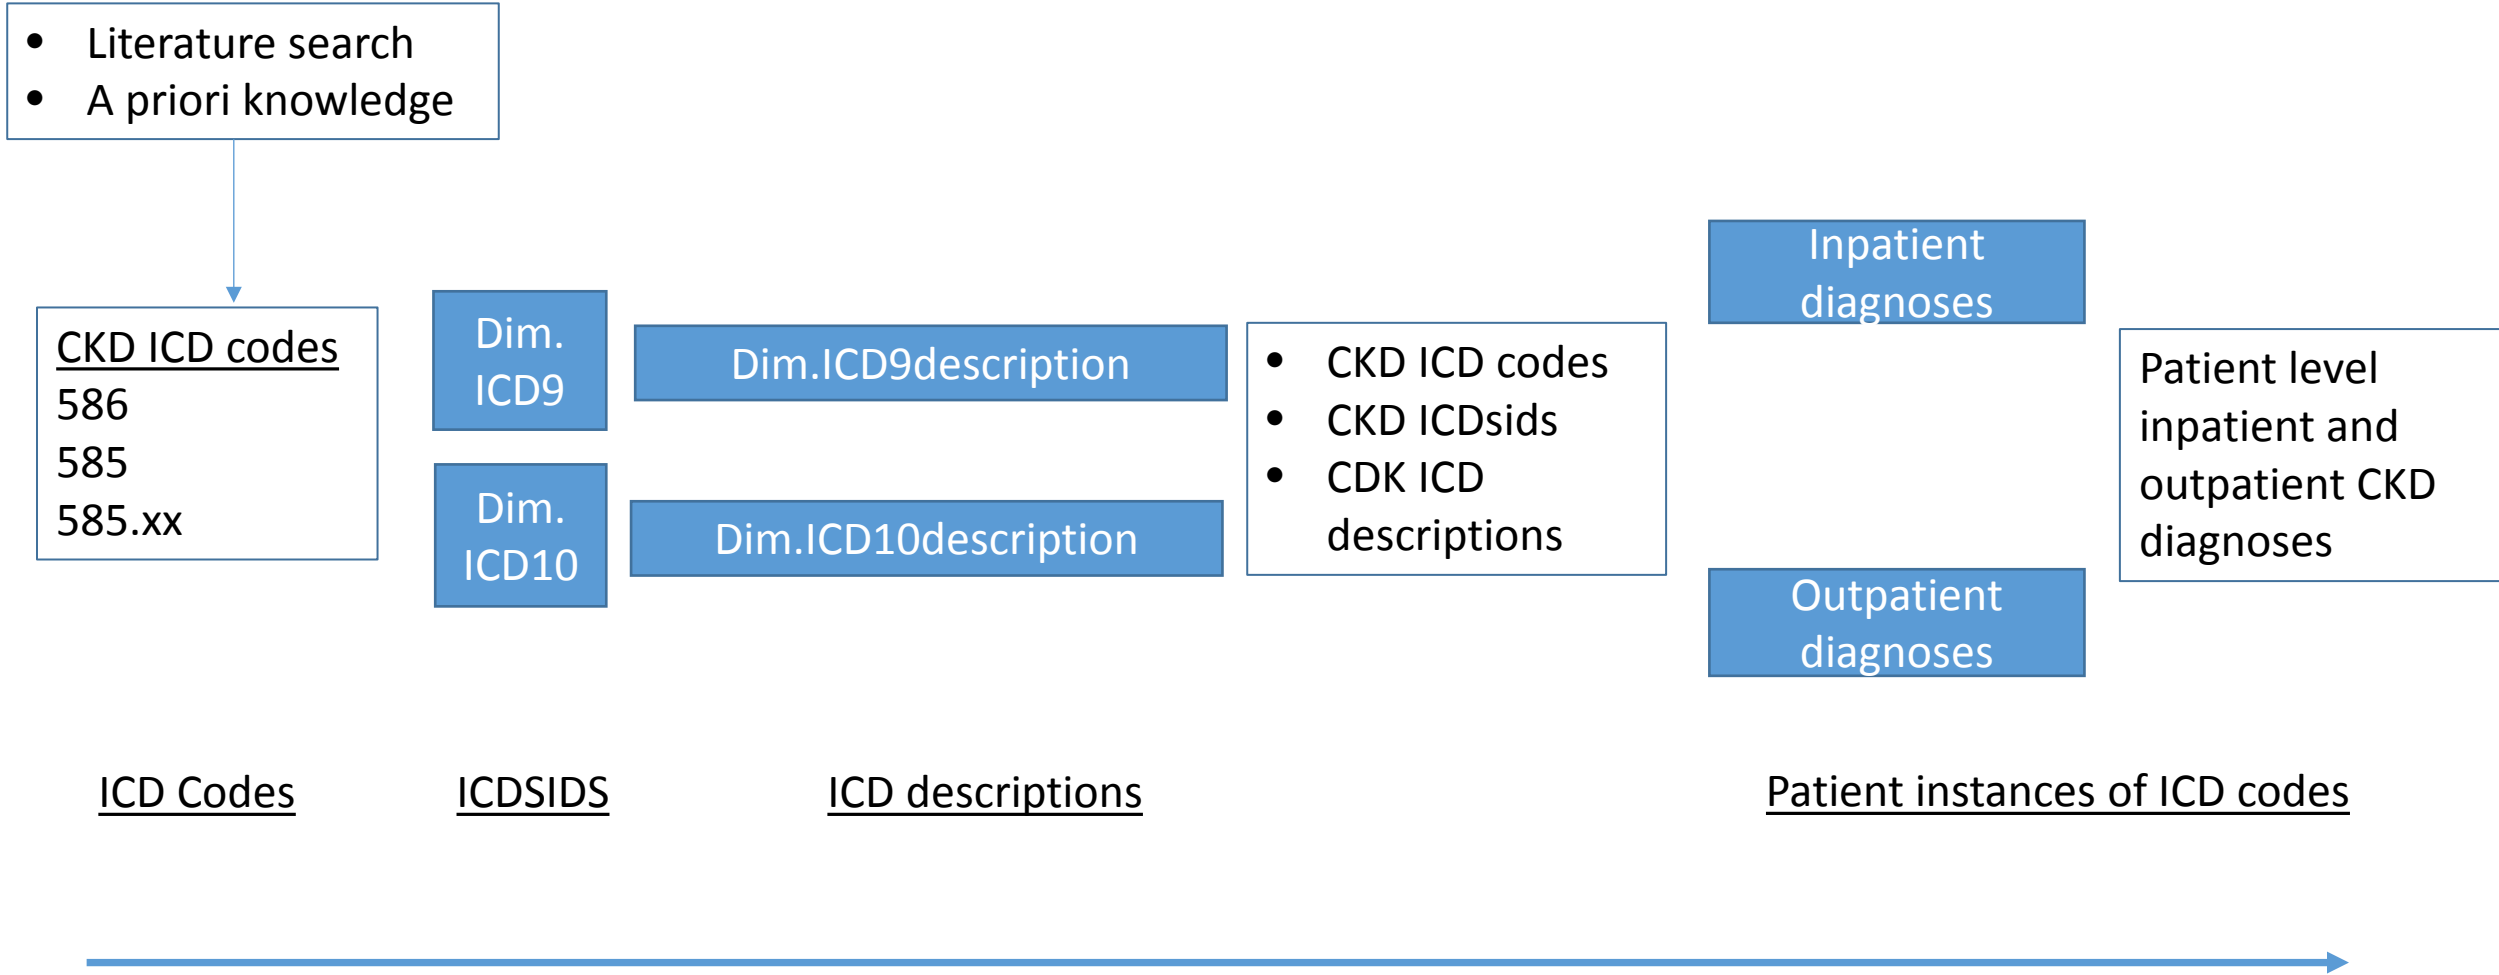 • Literature search
• A priori knowledge
CKD ICD codes
586
585
585.xx
Dim.
ICD9
Dim.
ICD10
Dim.ICD9description
Dim.ICD10description
• CKD ICD codes
• CKD ICDsids
• CDK ICD
descriptions
Inpatient
diagnoses
Outpatient
diagnoses
Patient level
inpatient and
outpatient CKD
diagnoses
ICD Codes
ICDSIDS
ICD descriptions
Patient instances of ICD codes